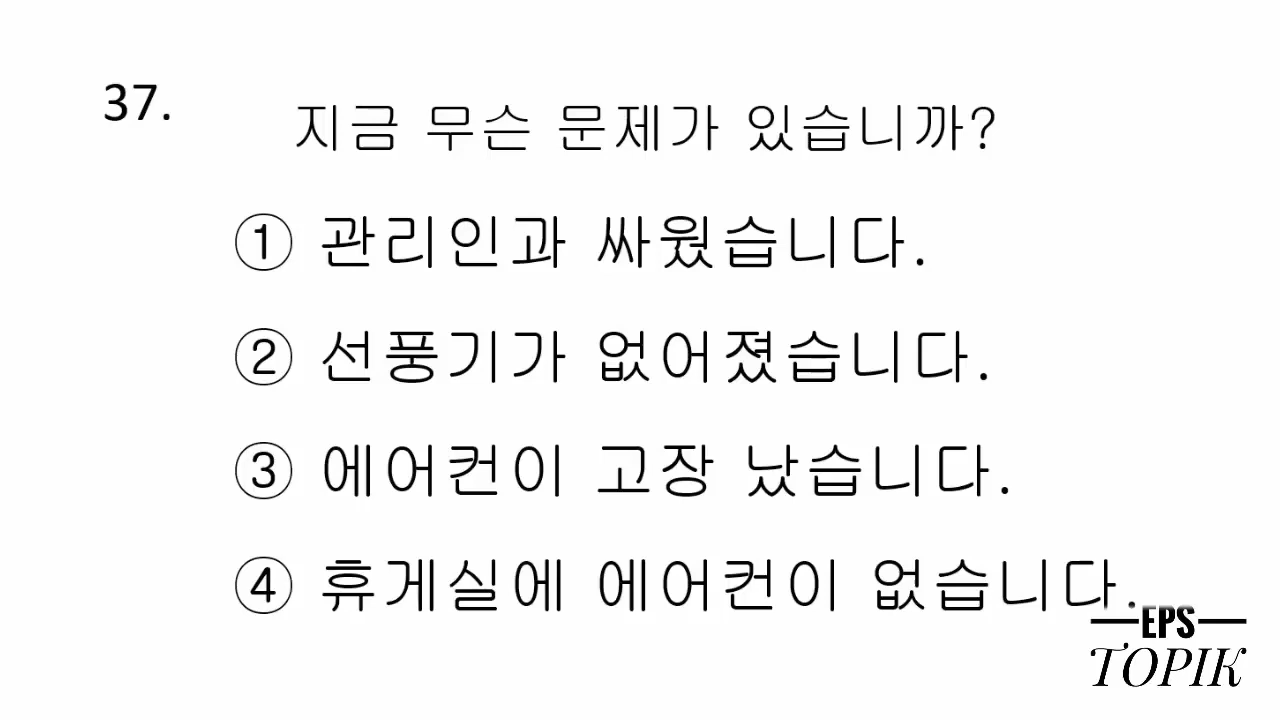 37. 지금 무슨 문제가 있습니까?
① 관리인과 싸웠습니다.
② 선풍기가 없어졌습니다.
③ 에어컨이 고장 났습니다.
④ 휴게실에 에어컨이 없습니다.
EPS
TOPIK